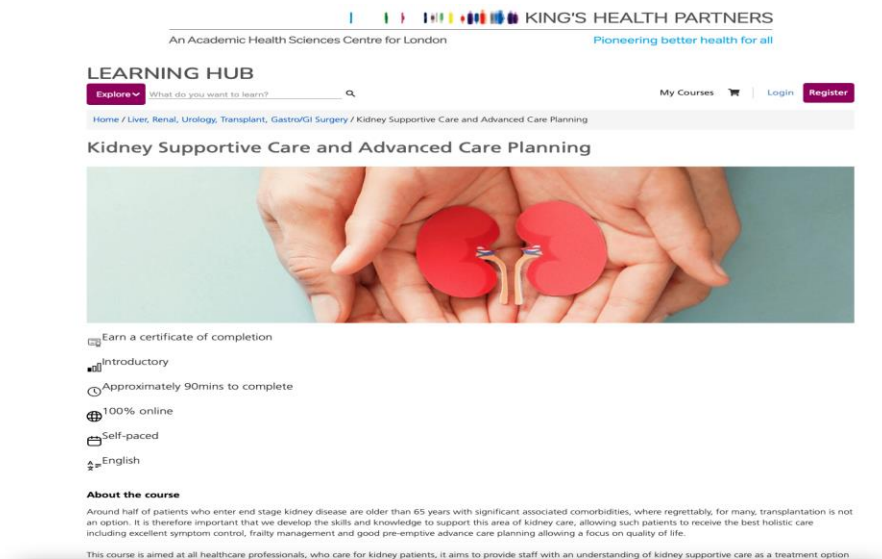 KING'S HEALTH PARTNERS
An Academic Health Sciences Centre for London
Pioneering better health for all
LEARNING HUB
Explore
What do you want to learn?
My Courses
Login
Register
Home / Liver, Renal, Urology, Transplant, Gastro/GI Surgery / Kidney Supportive Care and Advanced Care Planning
Kidney Supportive Care and Advanced Care Planning
Earn a certificate of completion
Introductory
Approximately 90mins to complete
100% online
Self-paced
English
About the course
Around half of patients who enter end stage kidney disease are older than 65 years with significant associated comorbidities, where regrettably, for many, transplantation is not
an option. It is therefore important that we develop the skills and knowledge to support this area of kidney care, allowing such patients to receive the best holistic care
including excellent symptom control, frailty management and good pre-emptive advance care planning allowing a focus on quality of life.
This course is aimed at all healthcare professionals, who care for kidney patients, it aims to provide staff with an understanding of kidney supportive care as a treatment option